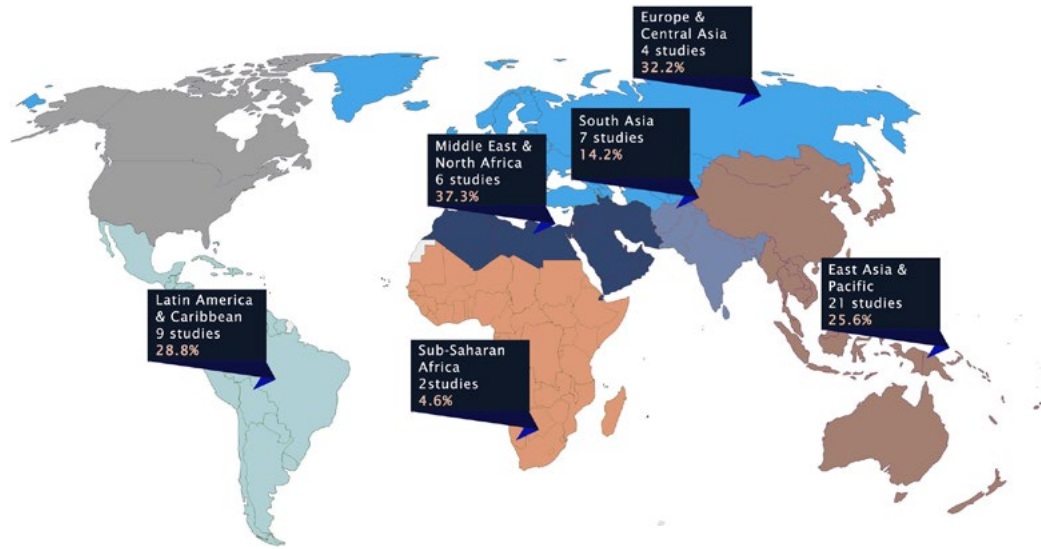 Europe &
Central Asia
4 studies
32.2%
South Asia
7 studies
14.2%
Middle East &
North Africa
6 studies
37.3%
East Asia &
Pacific
21 studies
25.6%
Latin America
& Caribbean
9 studies
28.8%
Sub-Saharan
Africa
2studies
4.6%